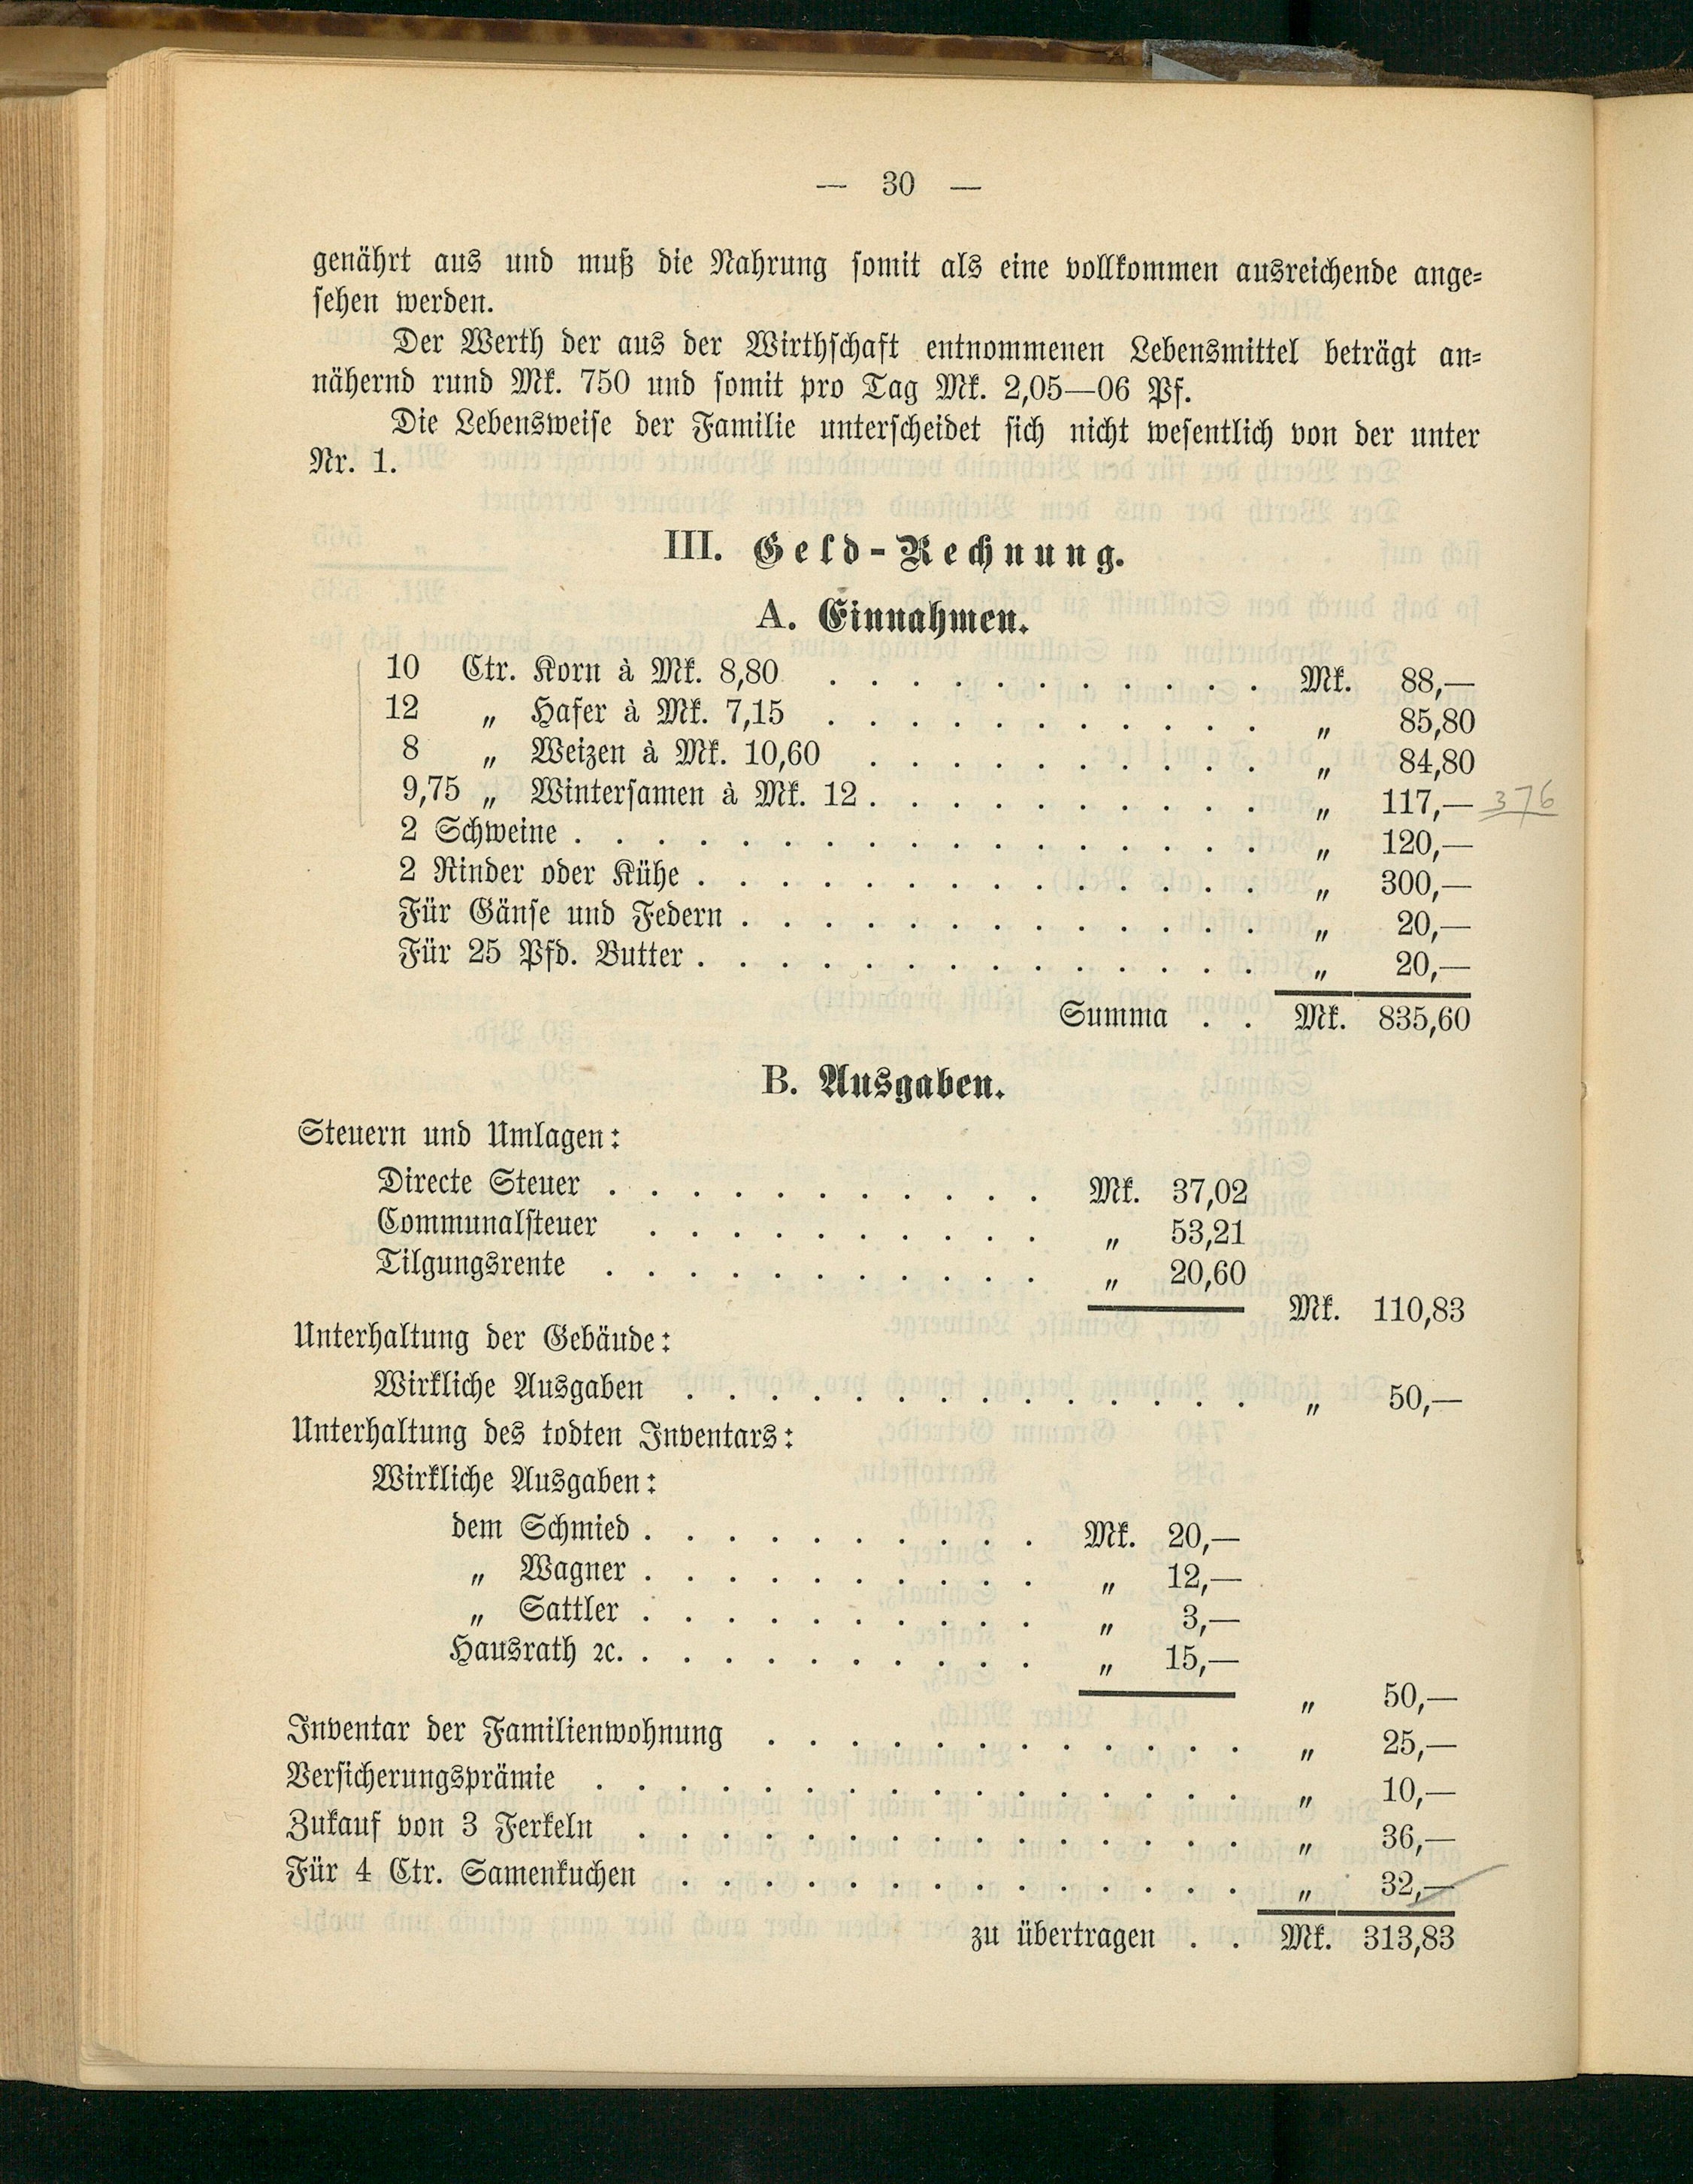 — 30 —
genährt aus und muß die Nahrung somit als eine vollkommen ausreichende ange-
sehen werden.
Der Werth der aus der Wirthschaft entnommenen Lebensmittel beträgt an-
nähernd rund Mk. 750 und somit pro Tag Mk. 2,05—06 Pf.
Die Lebensweise der Familie unterscheidet sich nicht wesentlich von der unter
Nr. 1.
III. Geld-Rechnung.
A. Einnahmen.
10 Ctr. Korn à Mk. 8,80 . . . . . . . . . . . Mk. 88,—
12 „ Hafer à Mk. 7,15 . . . . . . . . . . . „ 85,80
8 „ Weizen à Mk. 10,60 . . . . . . . . . . „ 84,80
9,75 „ Wintersamen à Mk. 12 . . . . . . . . . . „ 117,— 376
2 Schweine . . . . . . . . . . . . . . . . . „ 120,—
2 Rinder oder Kühe . . . . . . . . . . . . . . „ 300,—
Für Gänse und Federn . . . . . . . . . . . . . „ 20,—
Für 25 Pfd. Butter . . . . . . . . . . . . . . „ 20,—
Summa . . Mk. 835,60
B. Ausgaben.
Steuern und Umlagen:
Directe Steuer . . . . . . . . . . . Mk. 37,02
Communalsteuer . . . . . . . . . . „ 53,21
Tilgungsrente . . . . . . . . . . . „ 20,60
Mk. 110,83
Unterhaltung der Gebäude:
Wirkliche Ausgaben . . . . . . . . . . . . . . „ 50,—
Unterhaltung des todten Inventars:
Wirkliche Ausgaben:
dem Schmied . . . . . . . . . . Mk. 20,—
„ Wagner . . . . . . . . . . „ 12,—
„ Sattler . . . . . . . . . . „ 3,—
Hausrath ꝛc. . . . . . . . . . . „ 15,—
„ 50,—
Inventar der Familienwohnung . . . . . . . . . . . . „ 25,—
Versicherungsprämie . . . . . . . . . . . . . . . . „ 10,—
Zukauf von 3 Ferkeln . . . . . . . . . . . . . . . „ 36,—
Für 4 Ctr. Samenkuchen . . . . . . . . . . . . . . „ 32,—
zu übertragen . . Mk. 313,83